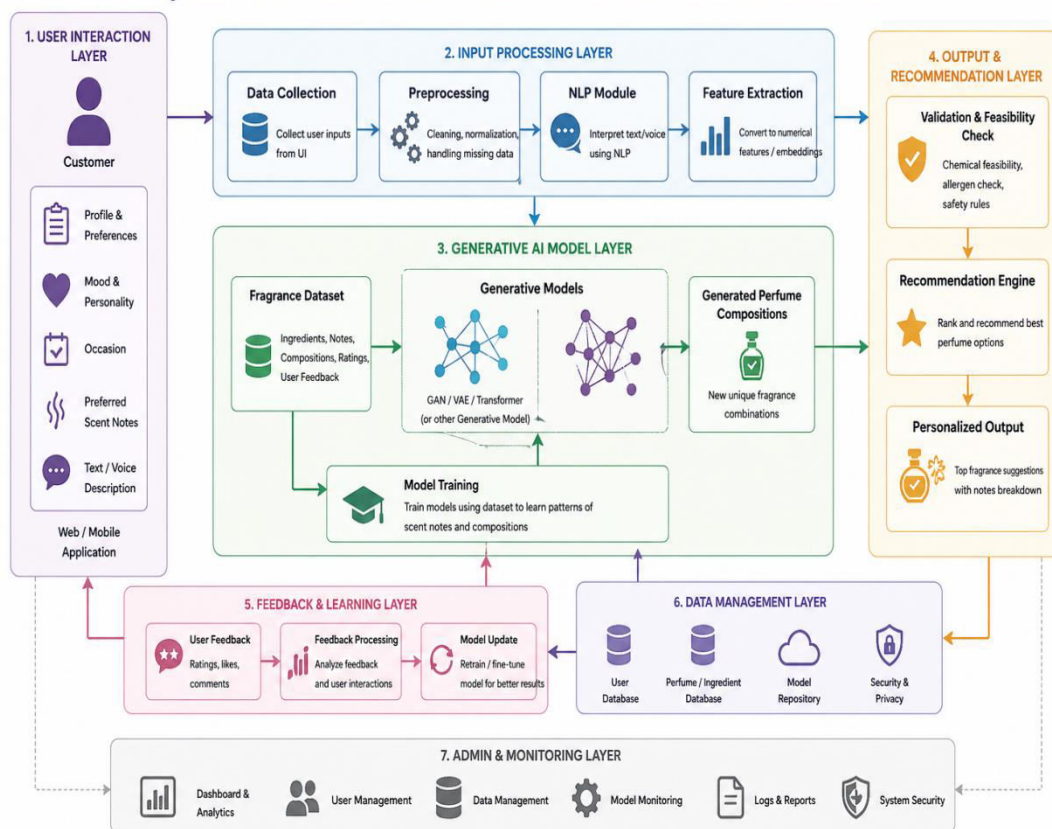 1. USER INTERACTION
LAYER
Customer
Profile &
Preferences
Mood &
Personality
Occasion
Preferred
Scent Notes
Text / Voice
Description
Web / Mobile
Application
2. INPUT PROCESSING LAYER
Data Collection
Collect user inputs
from UI
Preprocessing
Cleaning, normalization,
handling missing data
NLP Module
Interpret text/voice
using NLP
Feature Extraction
Convert to numerical
features / embeddings
3. GENERATIVE AI MODEL LAYER
Fragrance Dataset
Ingredients, Notes,
Compositions, Ratings,
User Feedback
Generative Models
GAN / VAE / Transformer
(or other Generative Model)
Generated Perfume
Compositions
New unique fragrance
combinations
Model Training
Train models using dataset to learn patterns of
scent notes and compositions
4. OUTPUT &
RECOMMENDATION LAYER
Validation & Feasibility
Check
Chemical feasibility,
allergen check,
safety rules
Recommendation Engine
Rank and recommend best
perfume options
Personalized Output
Top fragrance suggestions
with notes breakdown
5. FEEDBACK & LEARNING LAYER
User Feedback
Ratings, likes,
comments
Feedback Processing
Analyze feedback
and user interactions
Model Update
Retrain / fine-tune
model for better results
6. DATA MANAGEMENT LAYER
User
Database
Perfume / Ingredient
Database
Model
Repository
Security &
Privacy
7. ADMIN & MONITORING LAYER
Dashboard &
Analytics
User Management
Data Management
Model Monitoring
Logs & Reports
System Security